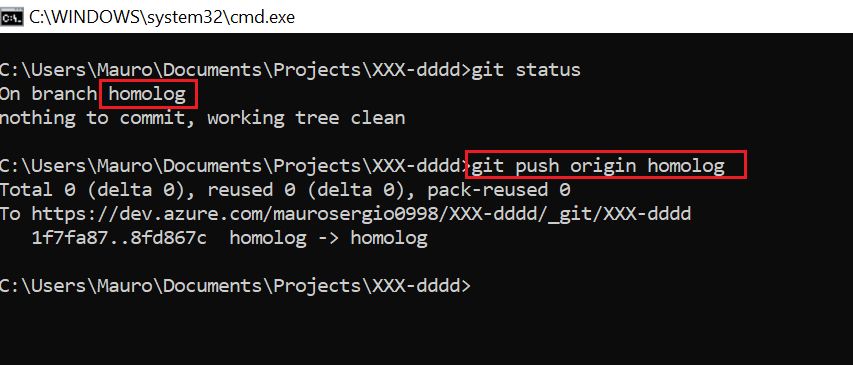 C:\WINDOWS\system32\cmd.exe
C:\Users\Mauro\Documents\Projects\XXX-dddd>git status
On branch homolog
nothing to commit, working tree clean
C:\Users\Mauro\Documents\Projects\XXX-dddd>git push origin homolog
Total 0 (delta 0), reused 0 (delta 0), pack-reused 0
To https://dev.azure.com/maurosergio0998/XXX-dddd/_git/XXX-dddd
   1f7fa87..8fd867c  homolog -> homolog
C:\Users\Mauro\Documents\Projects\XXX-dddd>